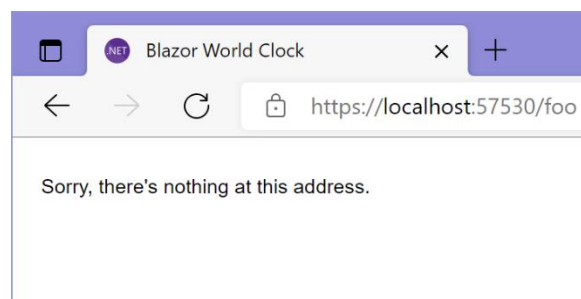 .NET Blazor World Clock
https://localhost:57530/foo
Sorry, there's nothing at this address.